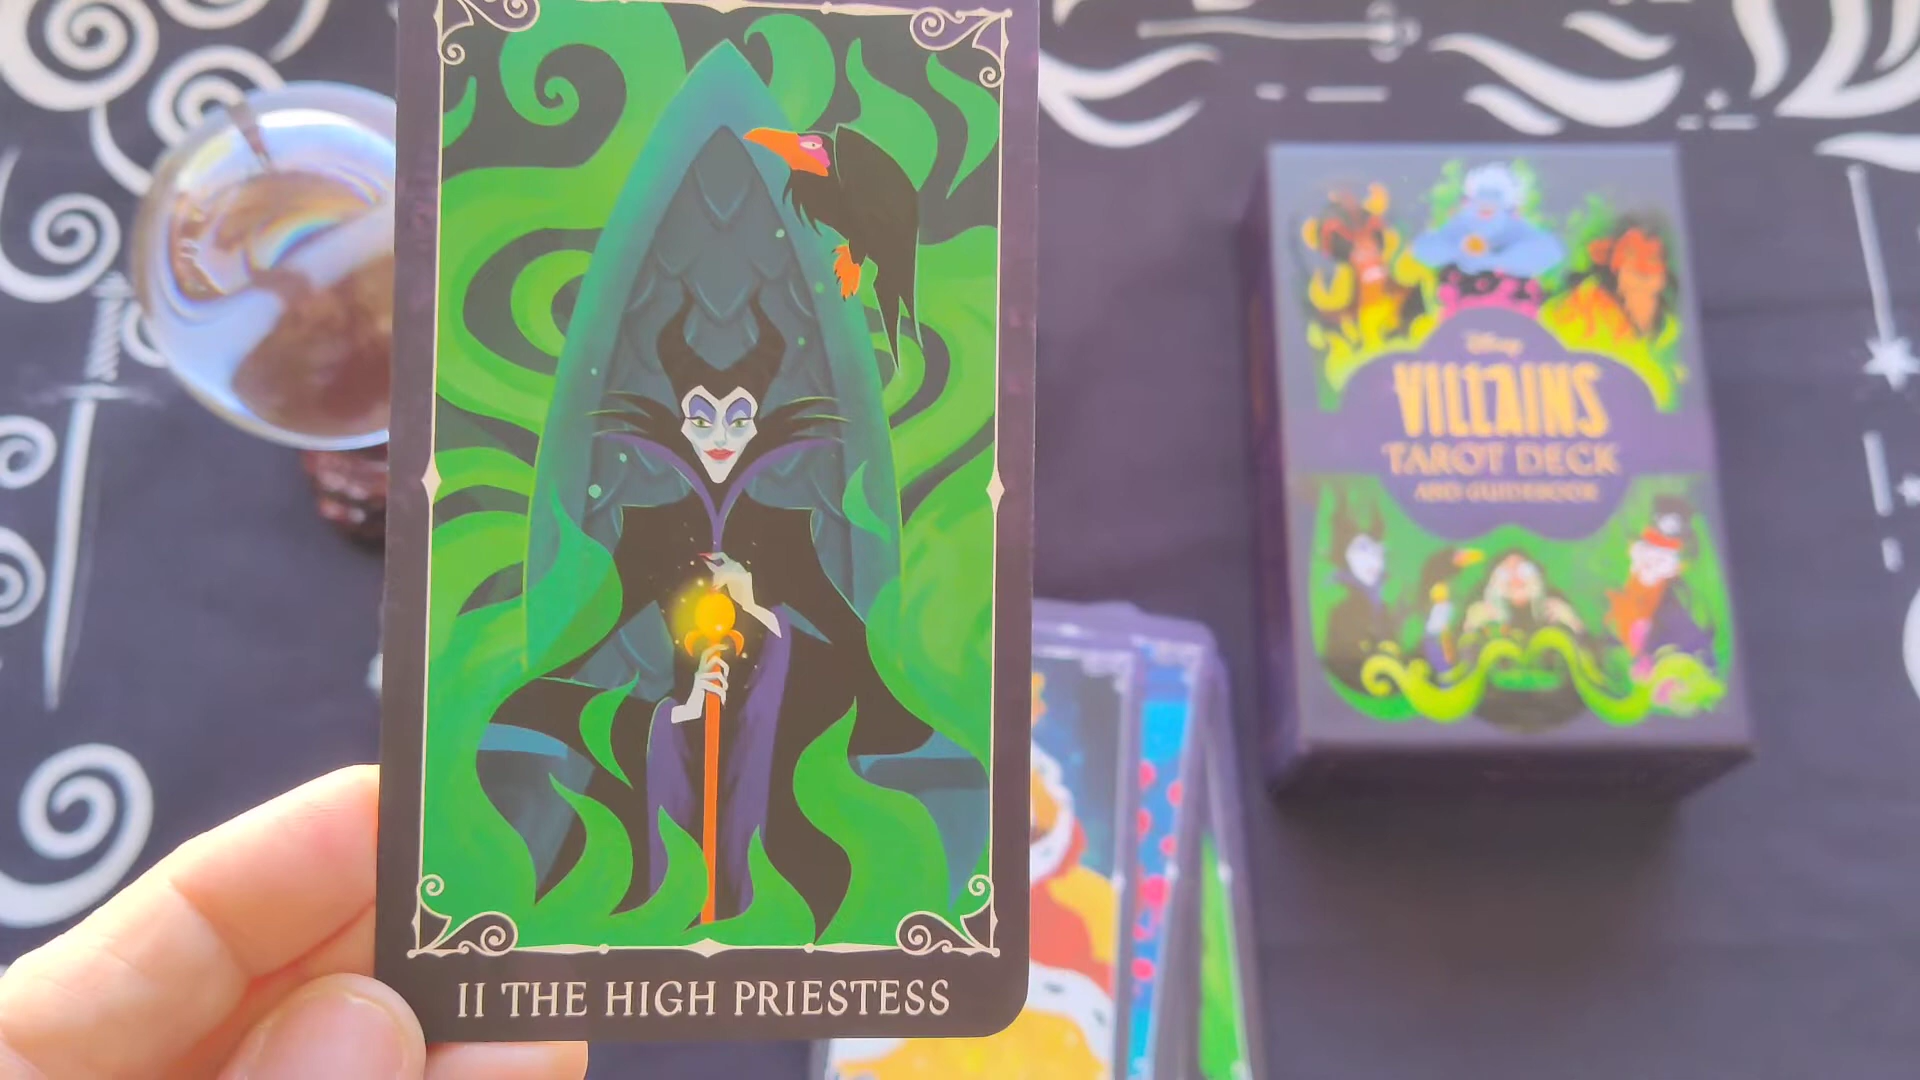 II THE HIGH PRIESTESS
Disney
VILLAINS
TAROT DECK
AND GUIDEBOOK